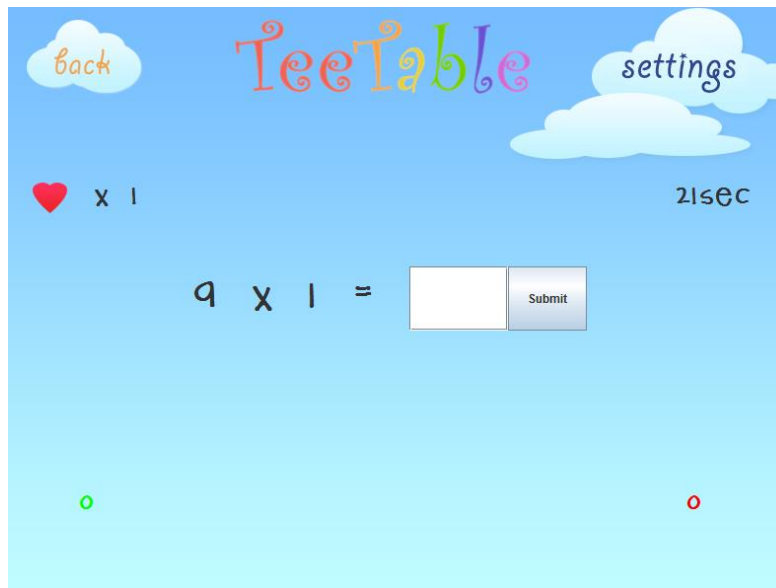 back
TeeTable
settings
x 1
21sec
9 x 1 =
Submit
0
0